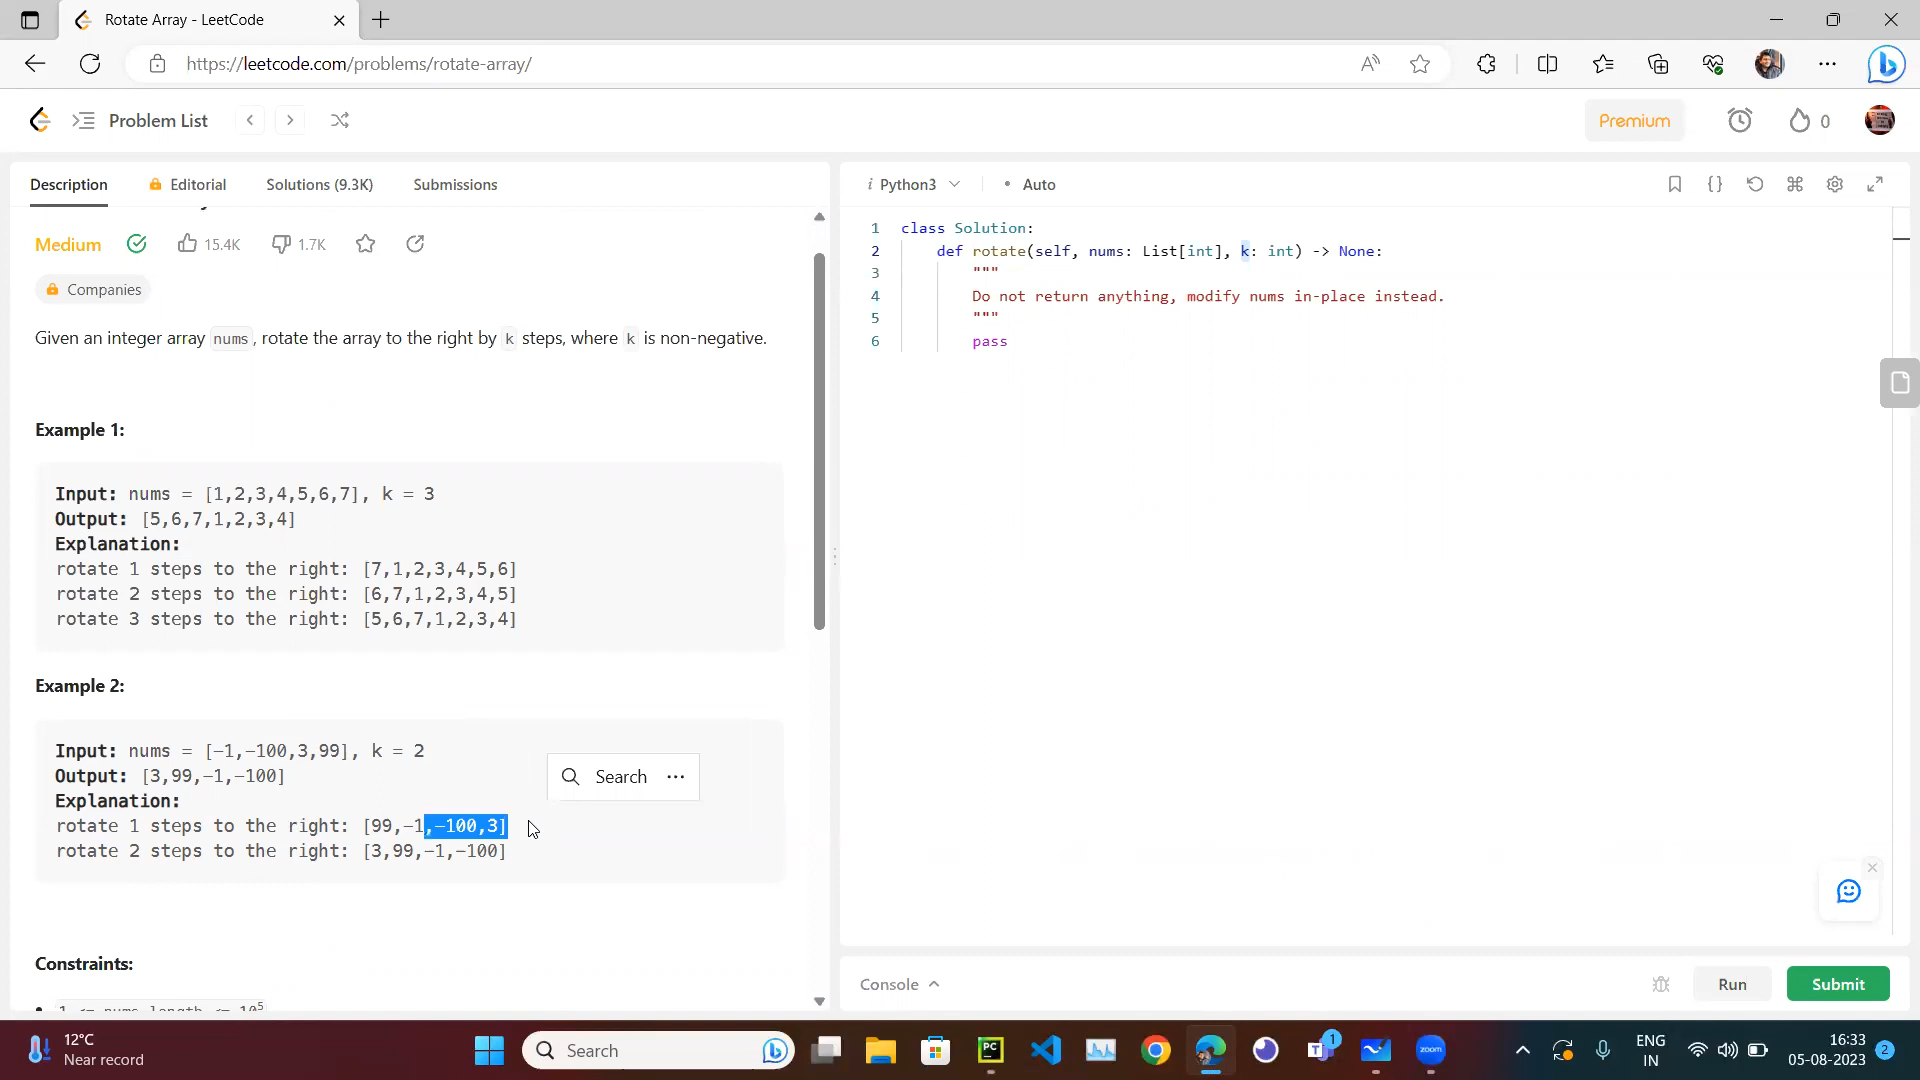 Rotate Array - LeetCode
https://leetcode.com/problems/rotate-array/
Problem List
Premium
0
Description
Editorial
Solutions (9.3K)
Submissions
Medium
15.4K
1.7K
Companies
Given an integer array nums, rotate the array to the right by k steps, where k is non-negative.
Example 1:
Input: nums = [1,2,3,4,5,6,7], k = 3
Output: [5,6,7,1,2,3,4]
Explanation:
rotate 1 steps to the right: [7,1,2,3,4,5,6]
rotate 2 steps to the right: [6,7,1,2,3,4,5]
rotate 3 steps to the right: [5,6,7,1,2,3,4]
Example 2:
Input: nums = [-1,-100,3,99], k = 2
Output: [3,99,-1,-100]
Explanation:
rotate 1 steps to the right: [99,-1,-100,3]
rotate 2 steps to the right: [3,99,-1,-100]
Search
Constraints:
1 <= nums.length <= 10^5
i Python3
• Auto
1 class Solution:
2 def rotate(self, nums: List[int], k: int) -> None:
3 """
4 Do not return anything, modify nums in-place instead.
5 """
6 pass
Console
Run
Submit
12°C
Near record
Search
PC
1
zoom
ENG
IN
16:33
05-08-2023
2